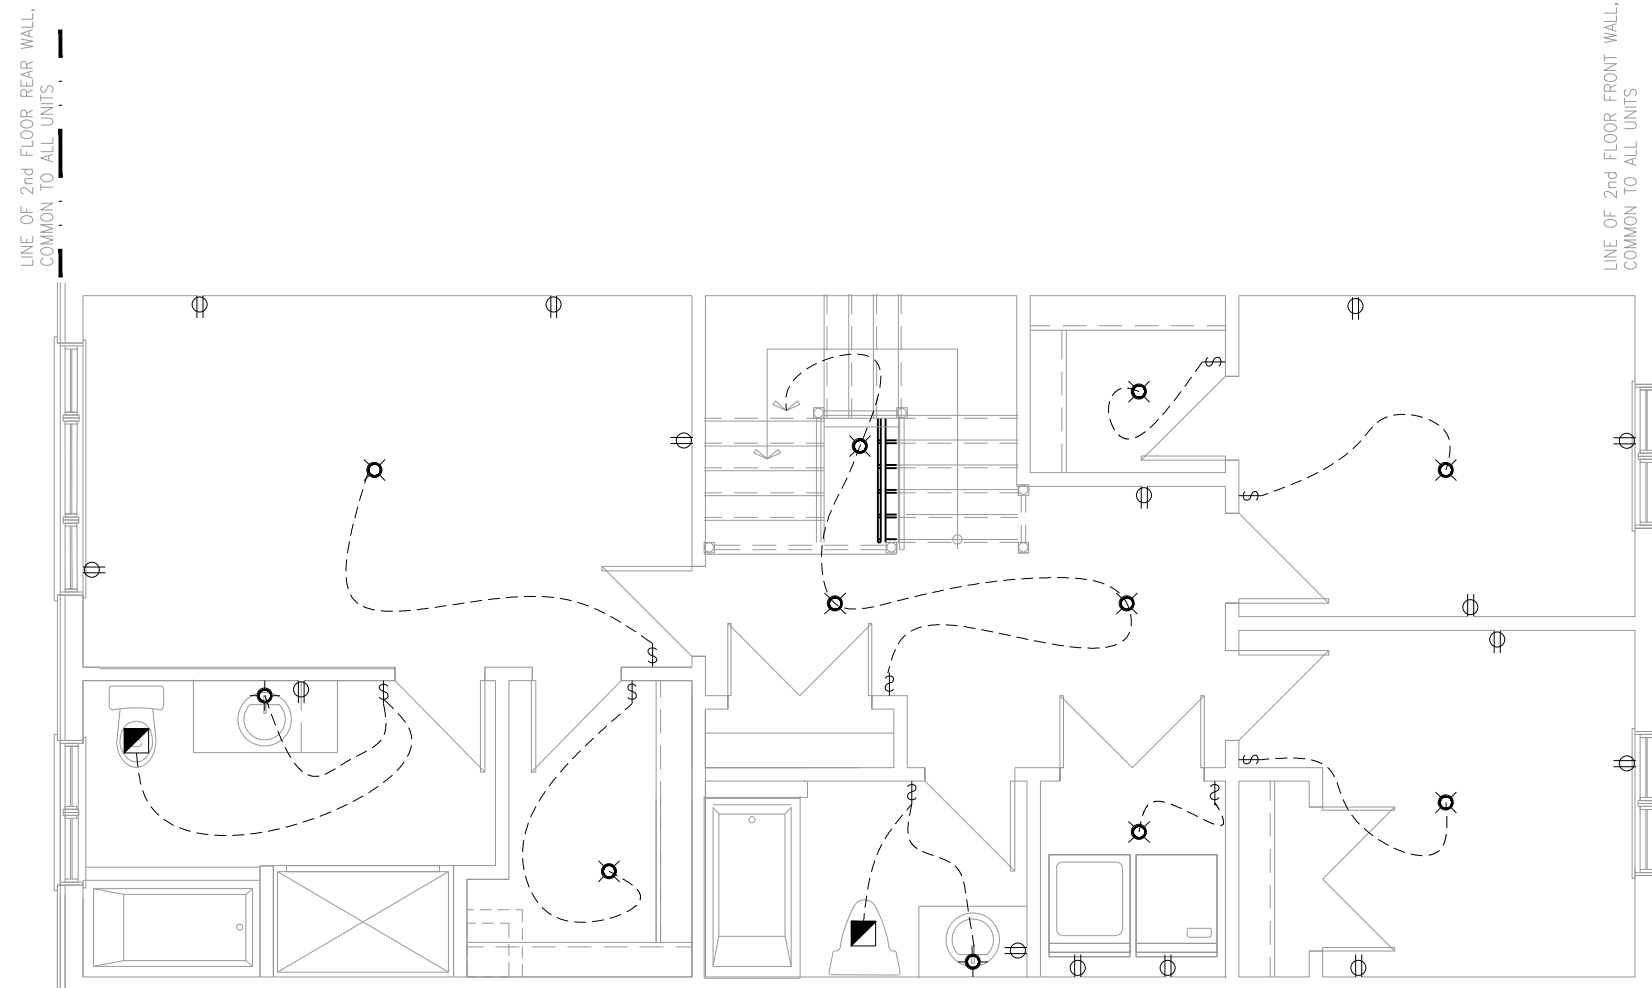 LINE OF 2nd FLOOR REAR WALL,
COMMON TO ALL UNITS
LINE OF 2nd FLOOR FRONT WALL,
COMMON TO ALL UNITS
$
$
$
$
$
$
$
$
$